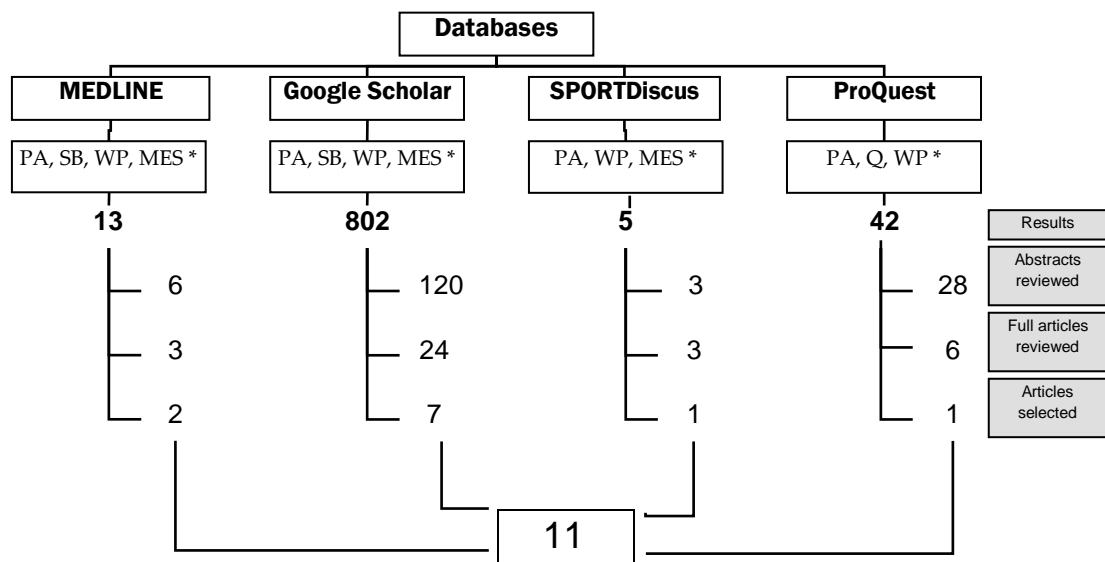 Databases
MEDLINE
Google Scholar
SPORTDiscus
ProQuest
PA, SB, WP, MES *
PA, SB, WP, MES *
PA, WP, MES *
PA, Q, WP *
13
802
5
42
Results
6
120
3
28
Abstracts
reviewed
3
24
3
6
Full articles
reviewed
2
7
1
1
Articles
selected
11